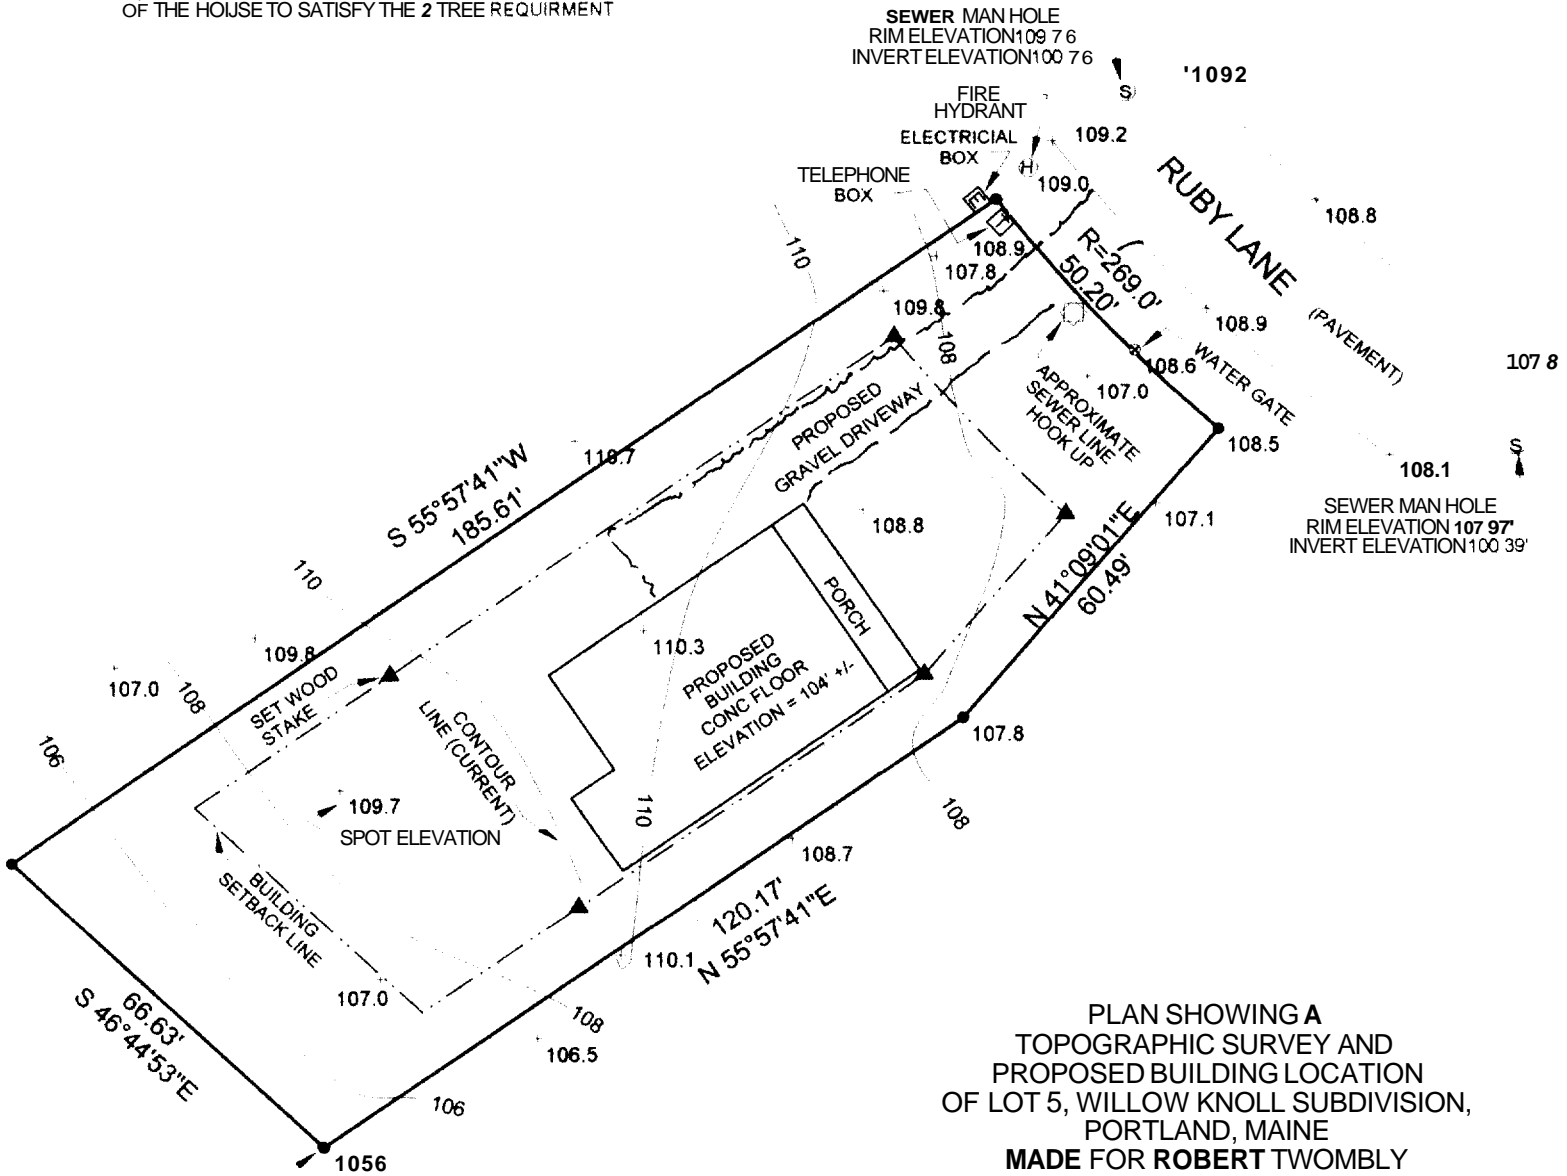 OF THE HOIJSE TO SATISFY THE 2 TREE REQUIRMENT
SEWER MAN HOLE
RIM ELEVATION 109 76
INVERT ELEVATION 100 76
S
'1092
FIRE
HYDRANT
ELECTRICIAL
BOX
109.2
H
109.0
TELEPHONE
BOX
E
T
RUBY LANE
(PAVEMENT)
108.8
110
108.9
107.8
R=269.0'
50.20'
109.8
108
108.9
108.6
WATER GATE
107 8
107.0
APPROXIMATE
SEWER LINE
HOOK UP
108.5
108.1
S
SEWER MAN HOLE
RIM ELEVATION 107 97'
INVERT ELEVATION 100 39'
PROPOSED
GRAVEL DRIVEWAY
110.7
S 55°57'41"W
185.61'
108.8
107.1
N 41°09'01"E
60.49'
110
PORCH
110.3
PROPOSED
BUILDING
CONC FLOOR
ELEVATION = 104' +/-
109.8
107.0
108
SET WOOD
STAKE
106
CONTOUR
LINE (CURRENT)
107.8
109.7
SPOT ELEVATION
110
108
108.7
BUILDING
SETBACK LINE
120.17'
N 55°57'41"E
110.1
107.0
66.63'
S 46°44'53"E
108
106.5
106
1056
PLAN SHOWING A
TOPOGRAPHIC SURVEY AND
PROPOSED BUILDING LOCATION
OF LOT 5, WILLOW KNOLL SUBDIVISION,
PORTLAND, MAINE
MADE FOR ROBERT TWOMBLY